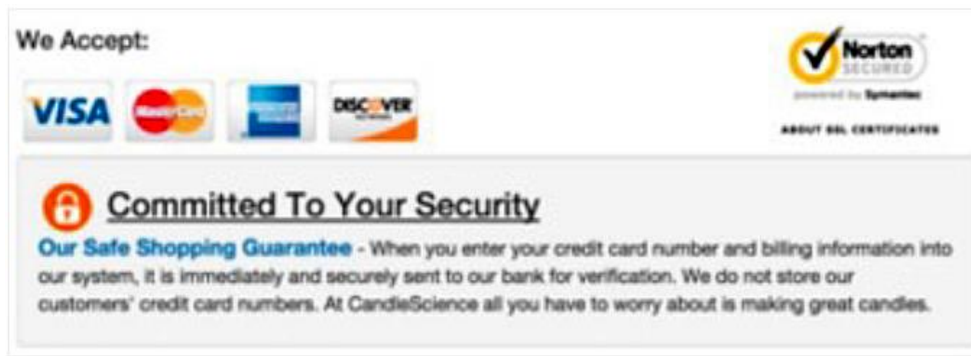 We Accept:
Norton
SECURED
powered by Symantec
VISA
MasterCard
AMERICAN EXPRESS
DISCOVER
ABOUT SSL CERTIFICATES
Committed To Your Security
Our Safe Shopping Guarantee - When you enter your credit card number and billing information into
our system, it is immediately and securely sent to our bank for verification. We do not store our
customers' credit card numbers. At CandleScience all you have to worry about is making great candles.